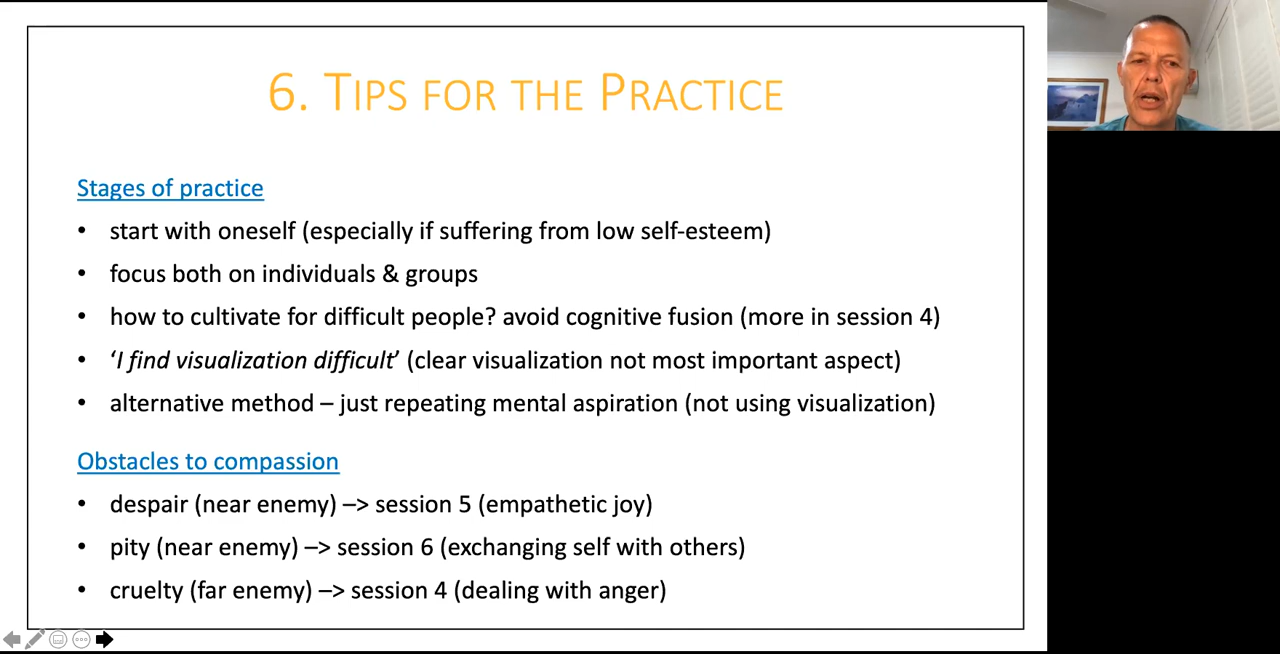 6. TIPS FOR THE PRACTICE
Stages of practice
• start with oneself (especially if suffering from low self-esteem)
• focus both on individuals & groups
• how to cultivate for difficult people? avoid cognitive fusion (more in session 4)
• ‘I find visualization difficult’ (clear visualization not most important aspect)
• alternative method – just repeating mental aspiration (not using visualization)
Obstacles to compassion
• despair (near enemy) –> session 5 (empathetic joy)
• pity (near enemy) –> session 6 (exchanging self with others)
• cruelty (far enemy) –> session 4 (dealing with anger)